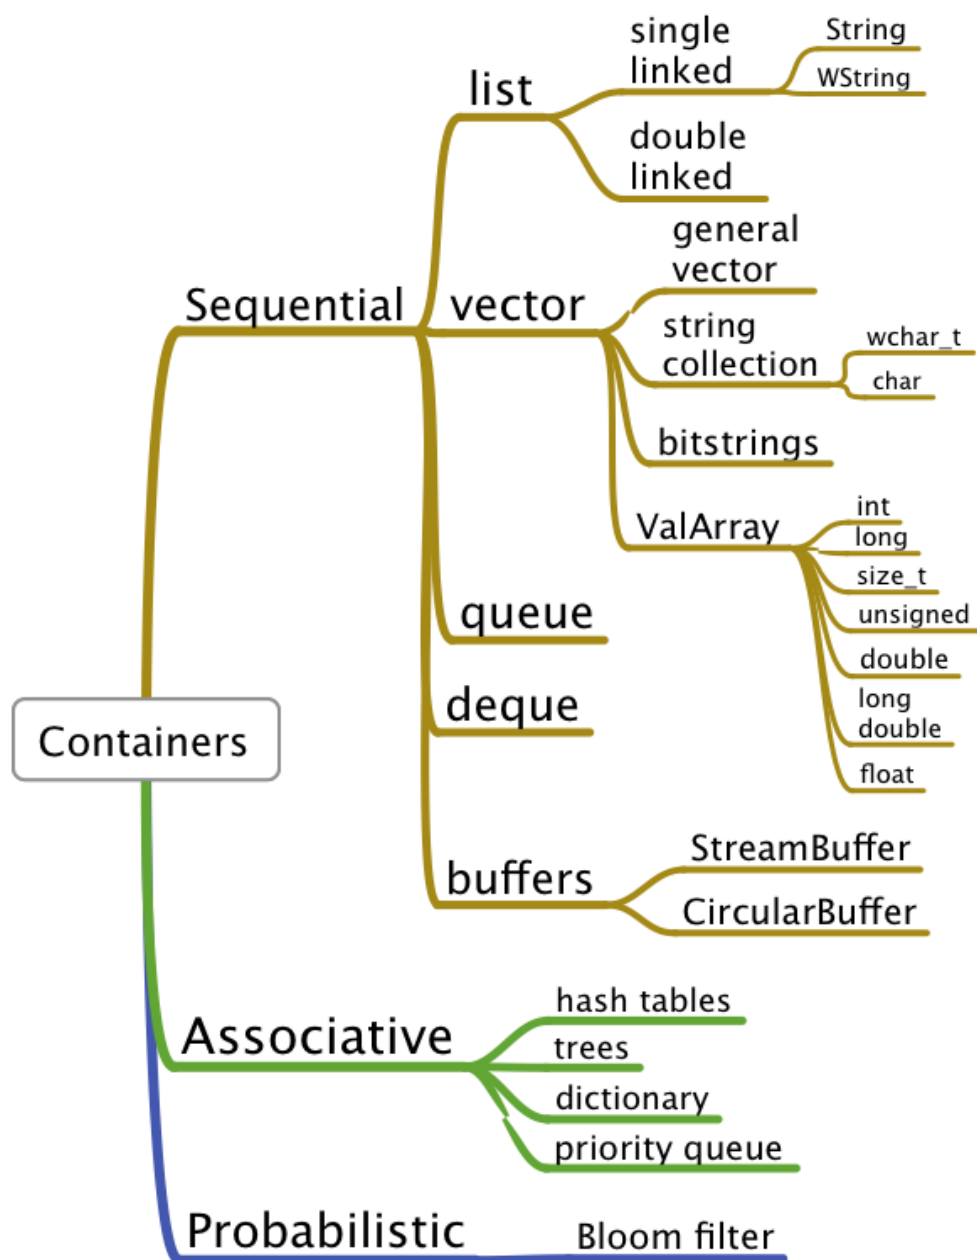 String
single
linked
WString
list
double
linked
general
vector
Sequential
vector
string
collection
wchar_t
char
bitstrings
ValArray
int
long
size_t
unsigned
double
long
double
float
queue
deque
Containers
buffers
StreamBuffer
CircularBuffer
Associative
hash tables
trees
dictionary
priority queue
Probabilistic
Bloom filter